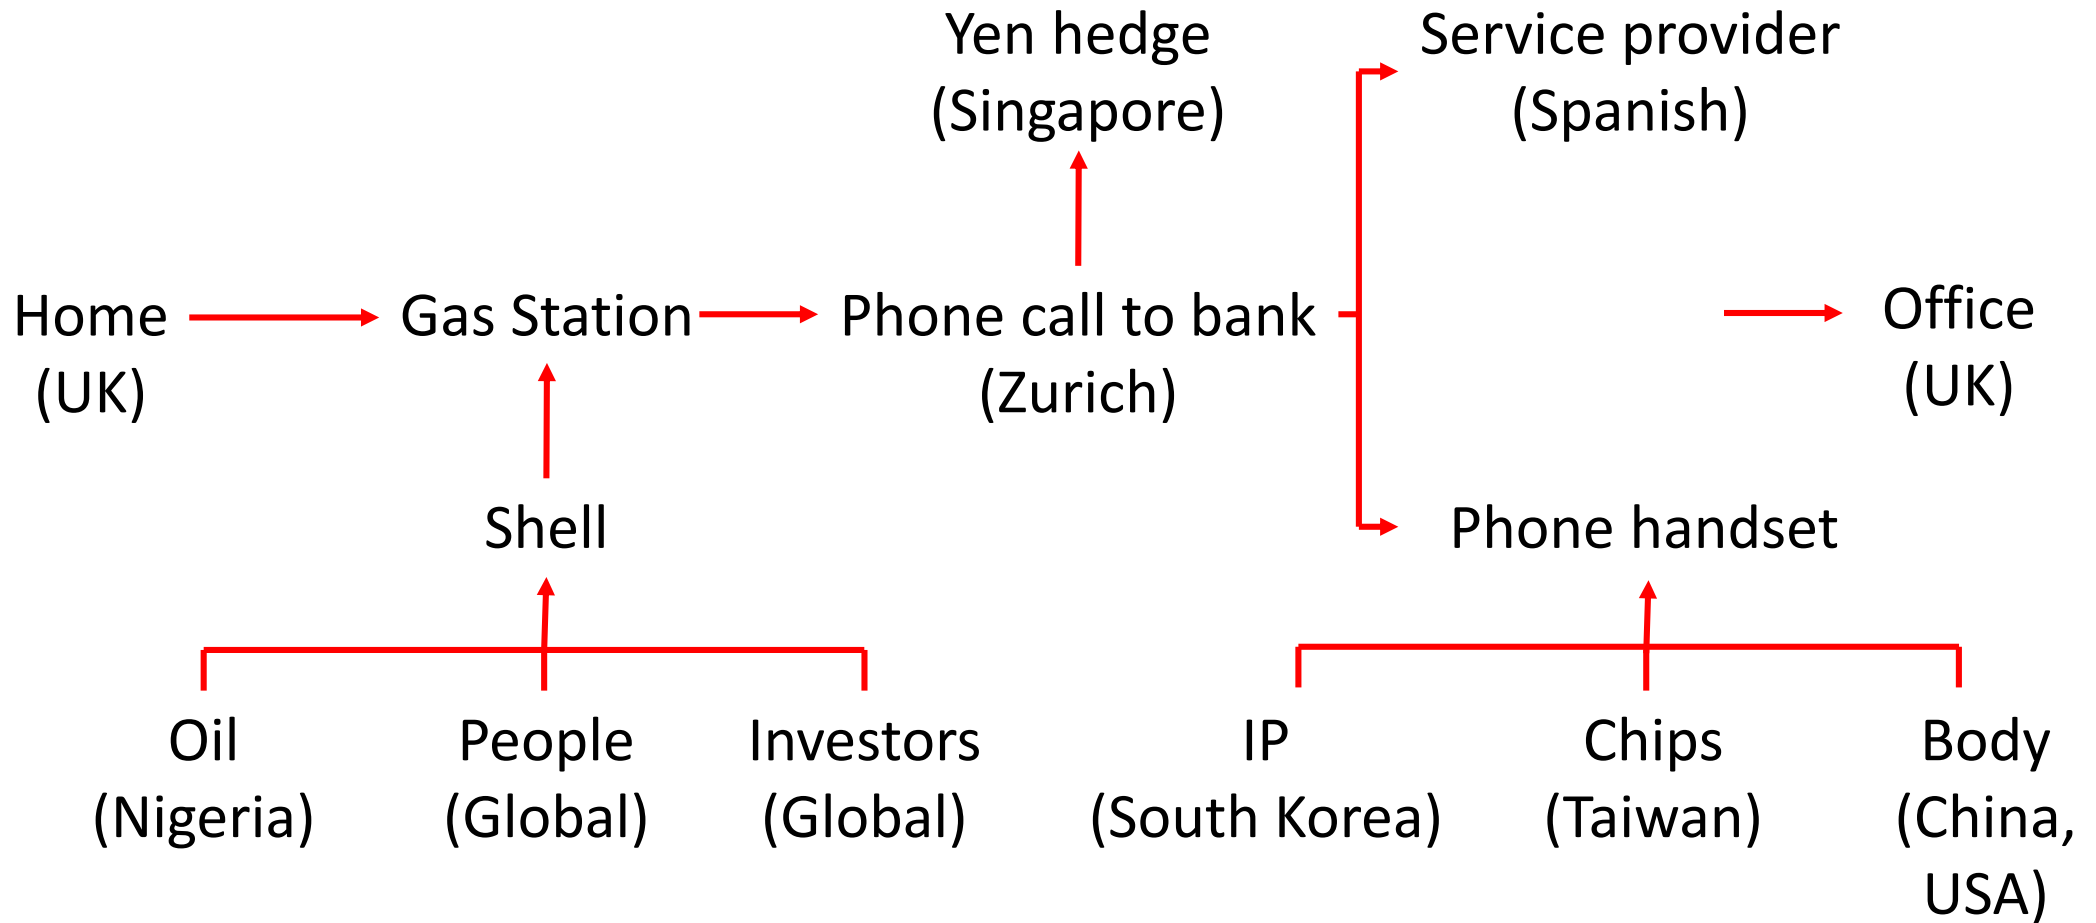 Yen hedge
(Singapore)
Service provider
(Spanish)
Home
(UK)
Gas Station
Phone call to bank
(Zurich)
Office
(UK)
Shell
Phone handset
Oil
(Nigeria)
People
(Global)
Investors
(Global)
IP
(South Korea)
Chips
(Taiwan)
Body
(China,
USA)